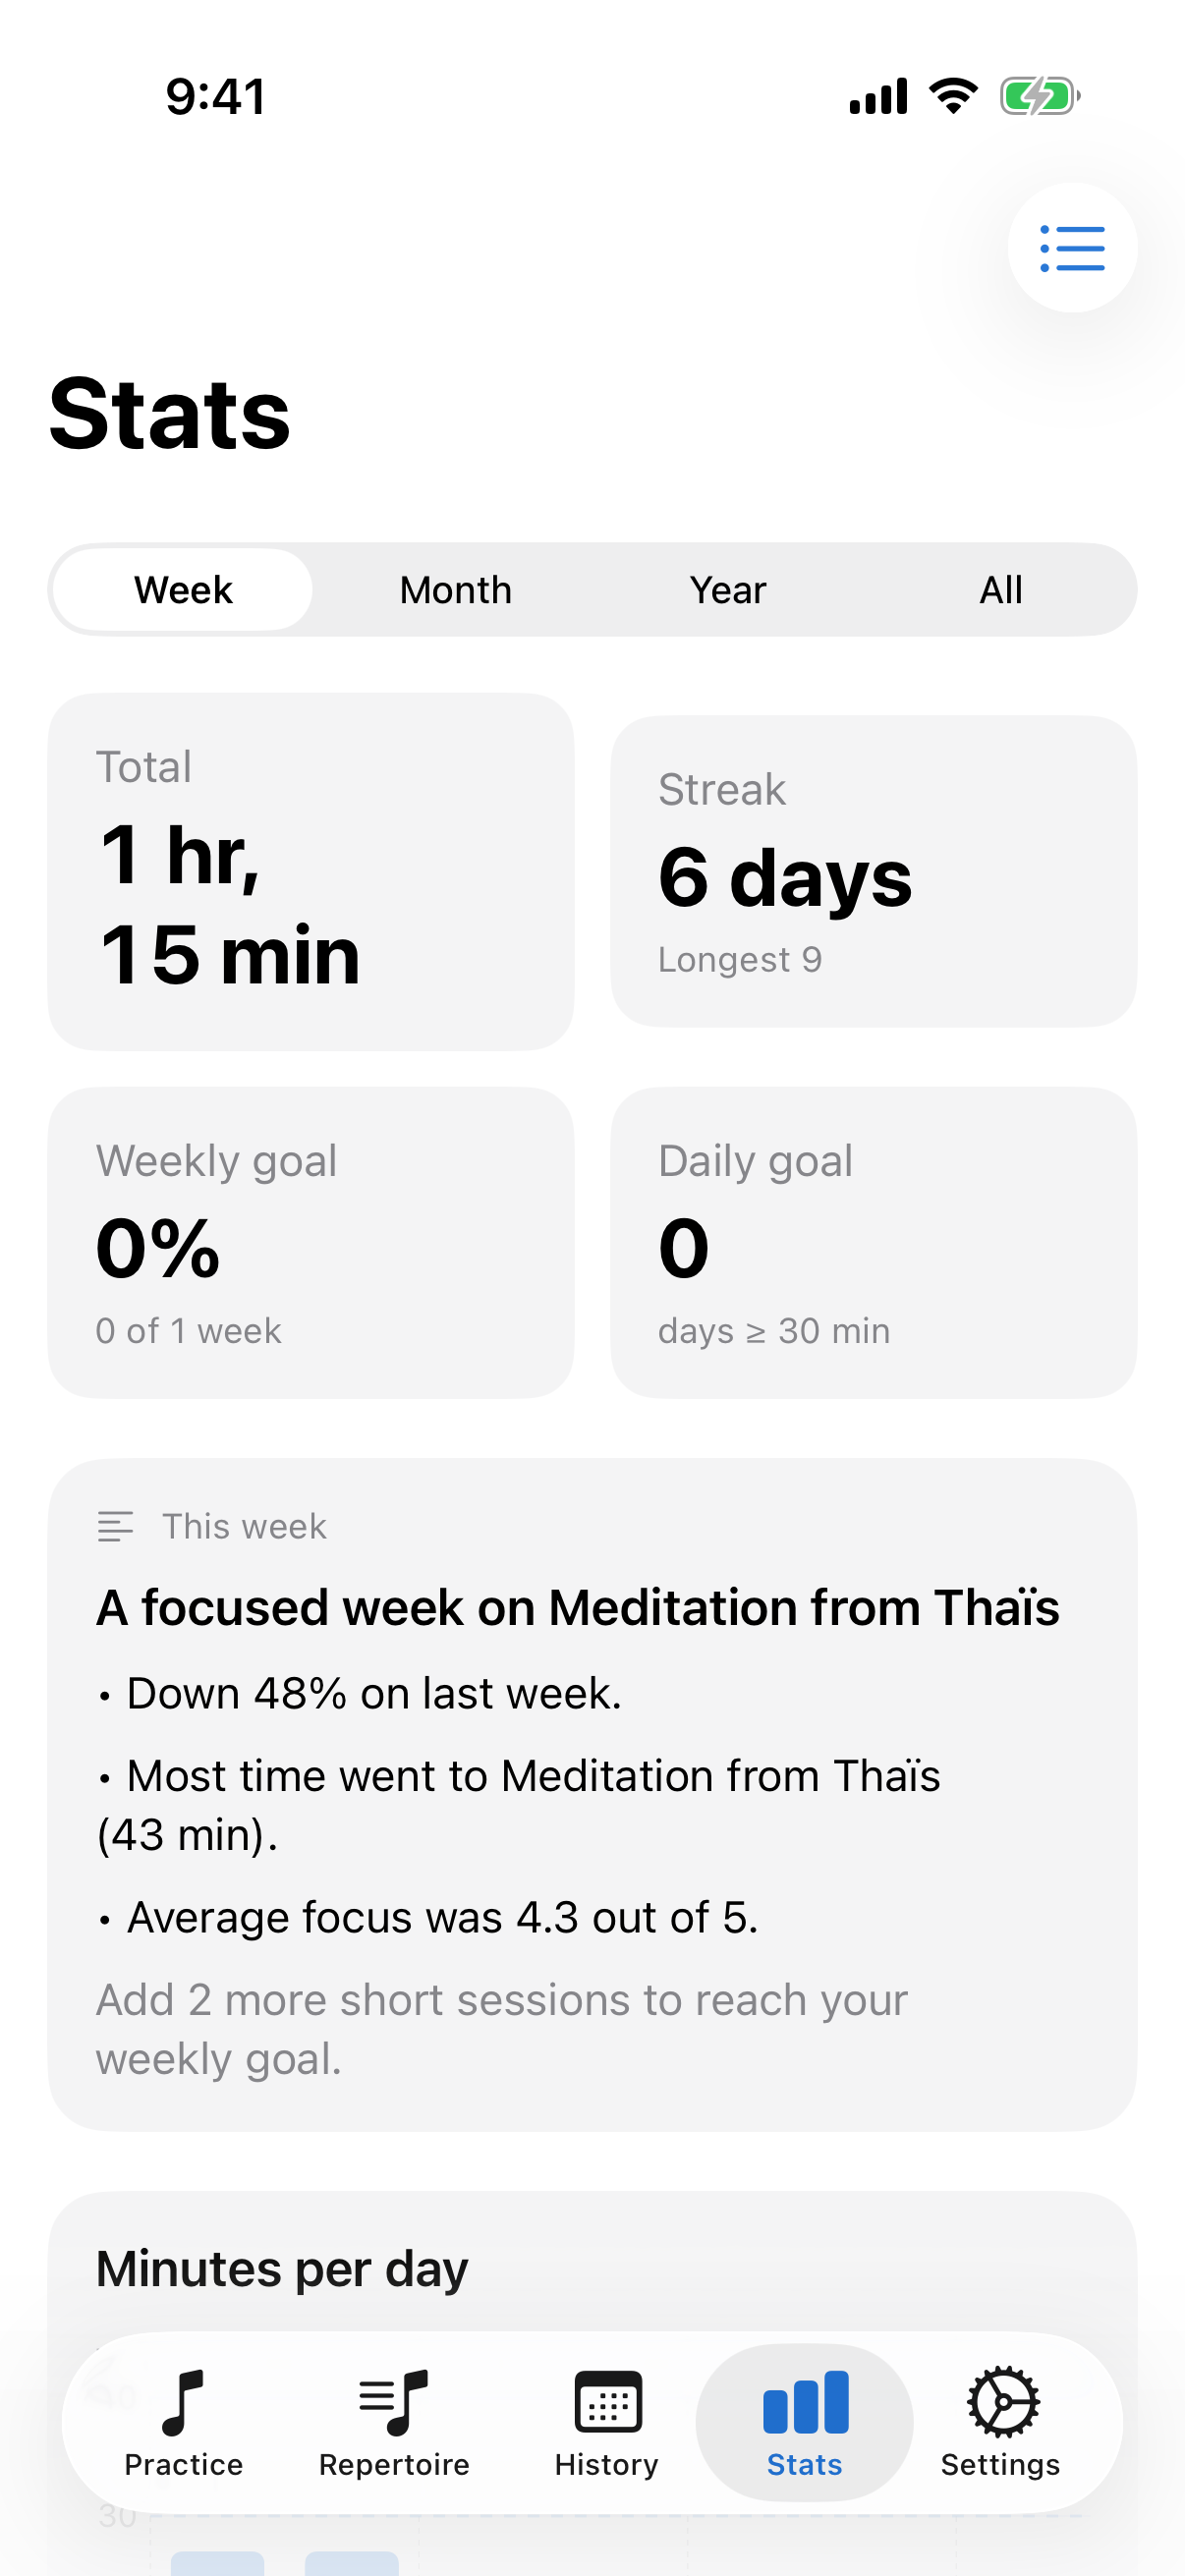 9:41
Stats
Week Month Year All
Total
1 hr,
15 min
Streak
6 days
Longest 9
Weekly goal
0%
0 of 1 week
Daily goal
0
days ≥ 30 min
This week
A focused week on Meditation from Thaïs
• Down 48% on last week.
• Most time went to Meditation from Thaïs
(43 min).
• Average focus was 4.3 out of 5.
Add 2 more short sessions to reach your
weekly goal.
Minutes per day
Practice Repertoire History Stats Settings
30